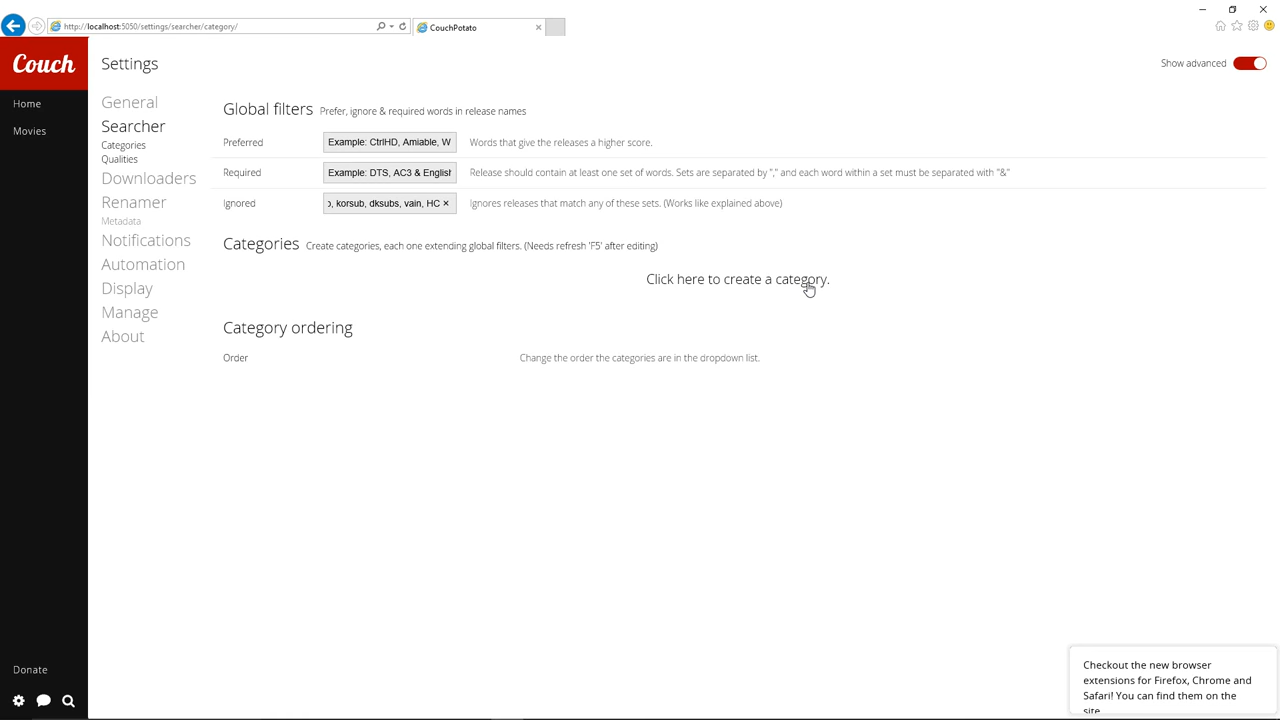 http://localhost:5050/settings/searcher/category/
CouchPotato
Couch
Home
Movies
Donate
Settings
Show advanced
General
Searcher
Categories
Qualities
Downloaders
Renamer
Metadata
Notifications
Automation
Display
Manage
About
Global filters Prefer, ignore & required words in release names
Preferred Example: CtrlHD, Amiable, W Words that give the releases a higher score.
Required Example: DTS, AC3 & English Release should contain at least one set of words. Sets are separated by ",", and each word within a set must be separated with "&"
Ignored korsub, dksubs, vain, HC Ignores releases that match any of these sets. (Works like explained above)
Categories Create categories, each one extending global filters. (Needs refresh 'F5' after editing)
Click here to create a category.
Category ordering
Order Change the order the categories are in the dropdown list.
Checkout the new browser
extensions for Firefox, Chrome and
Safari! You can find them on the
site